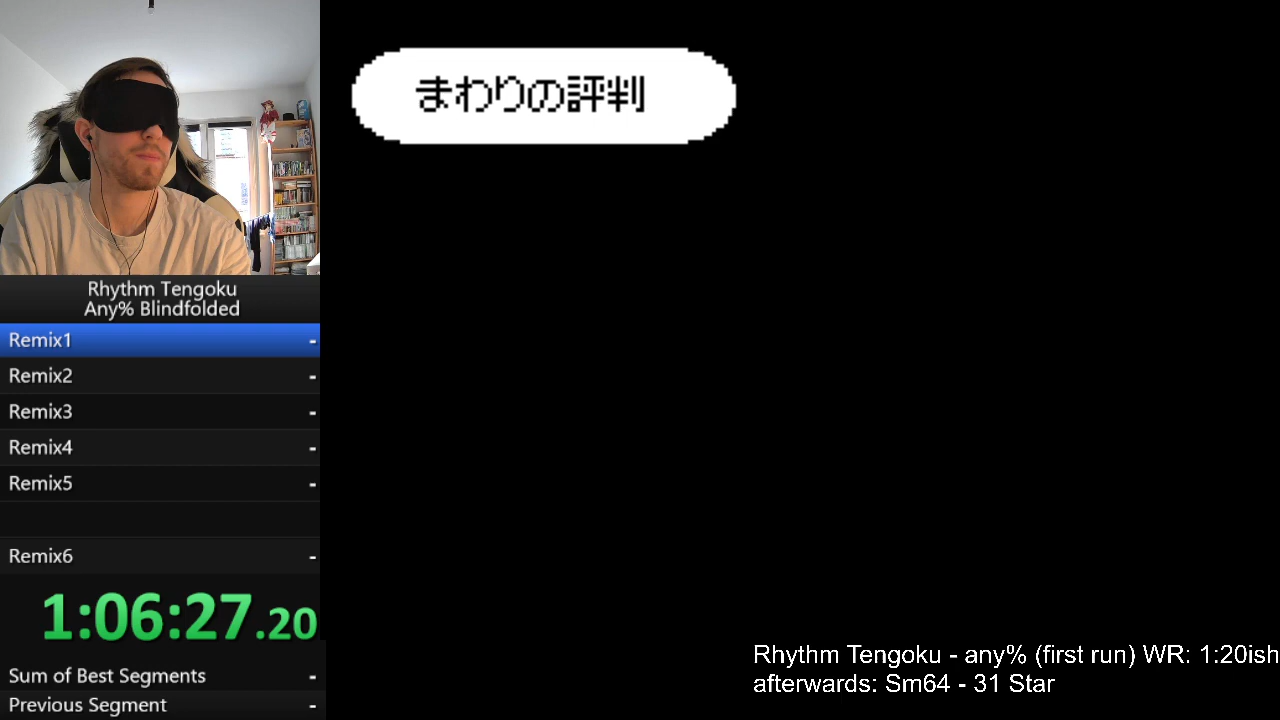 まわりの評判
Rhythm Tengoku
Any% Blindfolded
Remix1 -
Remix2 -
Remix3 -
Remix4 -
Remix5 -
Remix6 -
1:06:27.20
Sum of Best Segments -
Previous Segment -
Rhythm Tengoku - any% (first run) WR: 1:20ish
afterwards: Sm64 - 31 Star